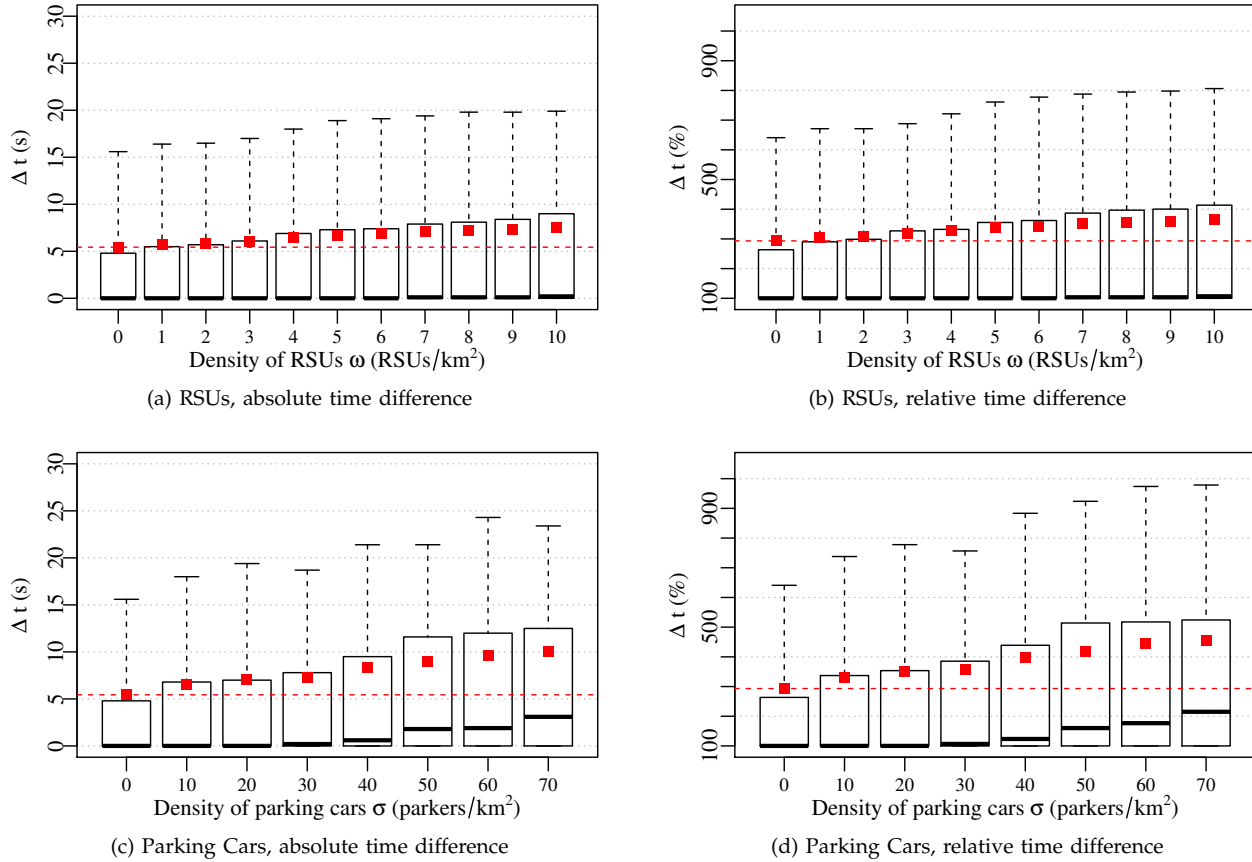 30
25
20
15
10
5
0
Δ t (s)
0 1 2 3 4 5 6 7 8 9 10
Density of RSUs ω (RSUs/km²)
(a) RSUs, absolute time difference
900
500
100
Δ t (%)
0 1 2 3 4 5 6 7 8 9 10
Density of RSUs ω (RSUs/km²)
(b) RSUs, relative time difference
30
25
20
15
10
5
0
Δ t (s)
0 10 20 30 40 50 60 70
Density of parking cars σ (parkers/km²)
(c) Parking Cars, absolute time difference
900
500
100
Δ t (%)
0 10 20 30 40 50 60 70
Density of parking cars σ (parkers/km²)
(d) Parking Cars, relative time difference